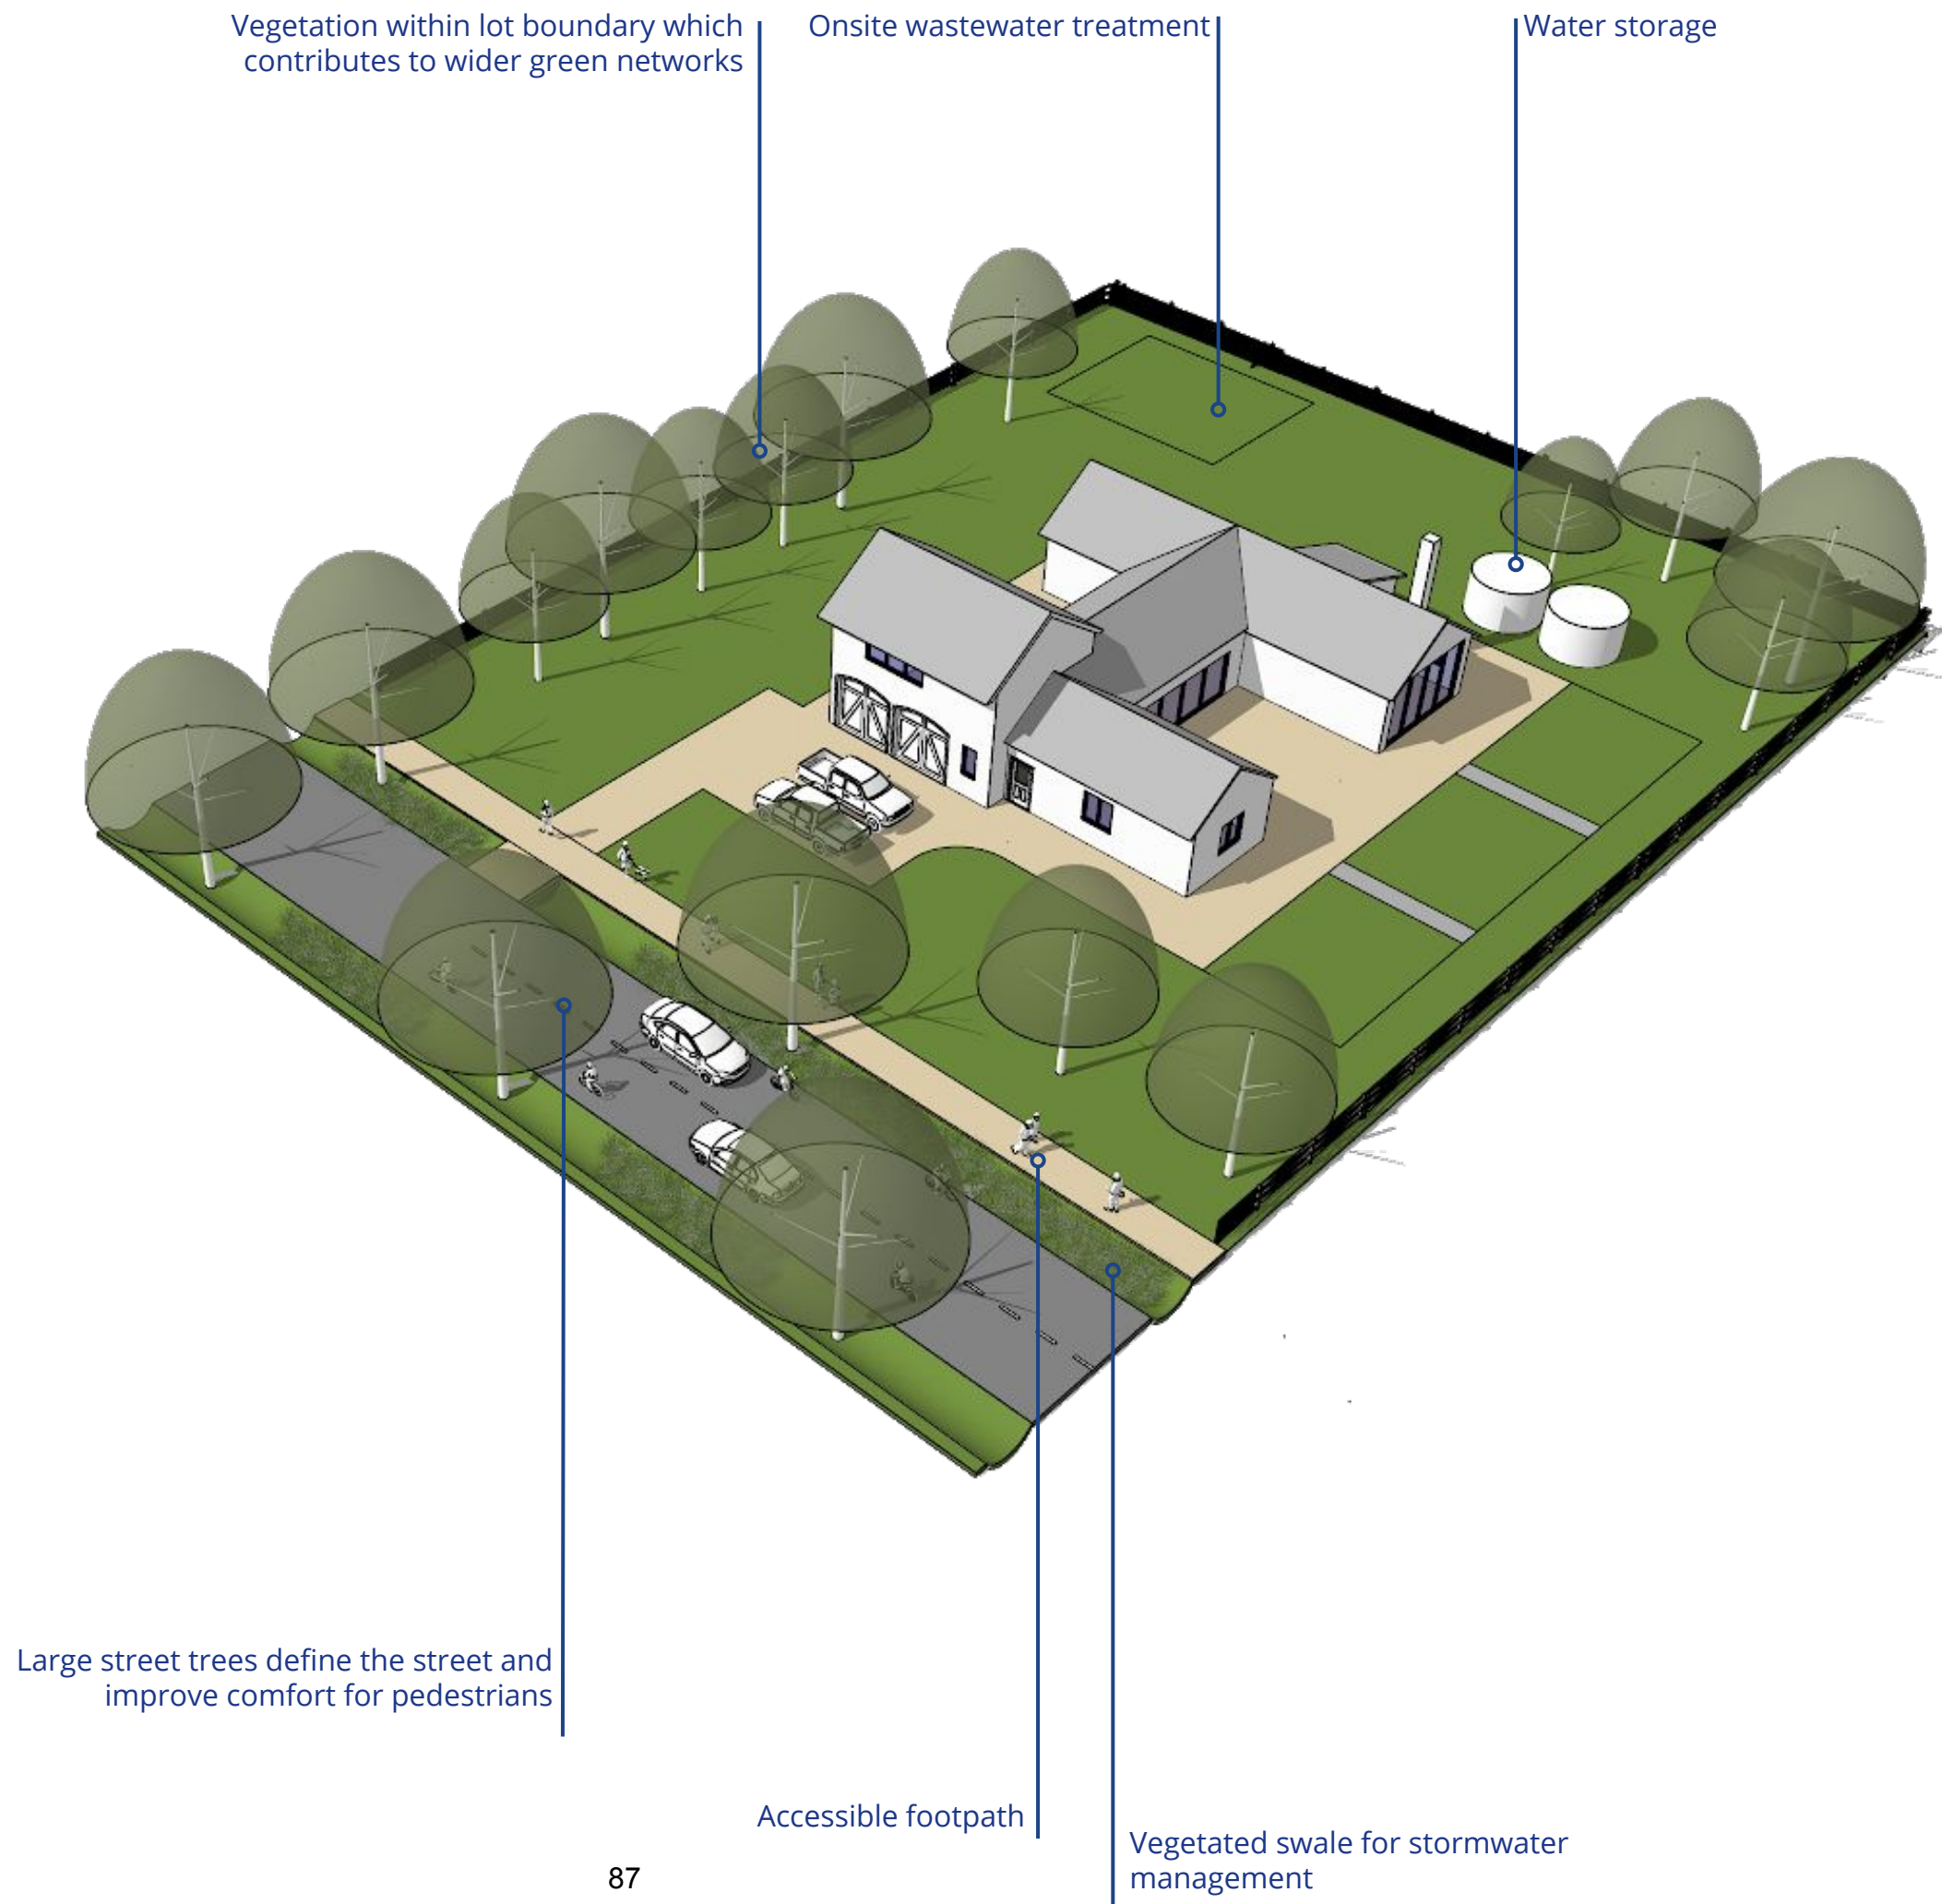 Vegetation within lot boundary which
contributes to wider green networks
Onsite wastewater treatment
Water storage
Large street trees define the street and
improve comfort for pedestrians
Accessible footpath
Vegetated swale for stormwater
management
87